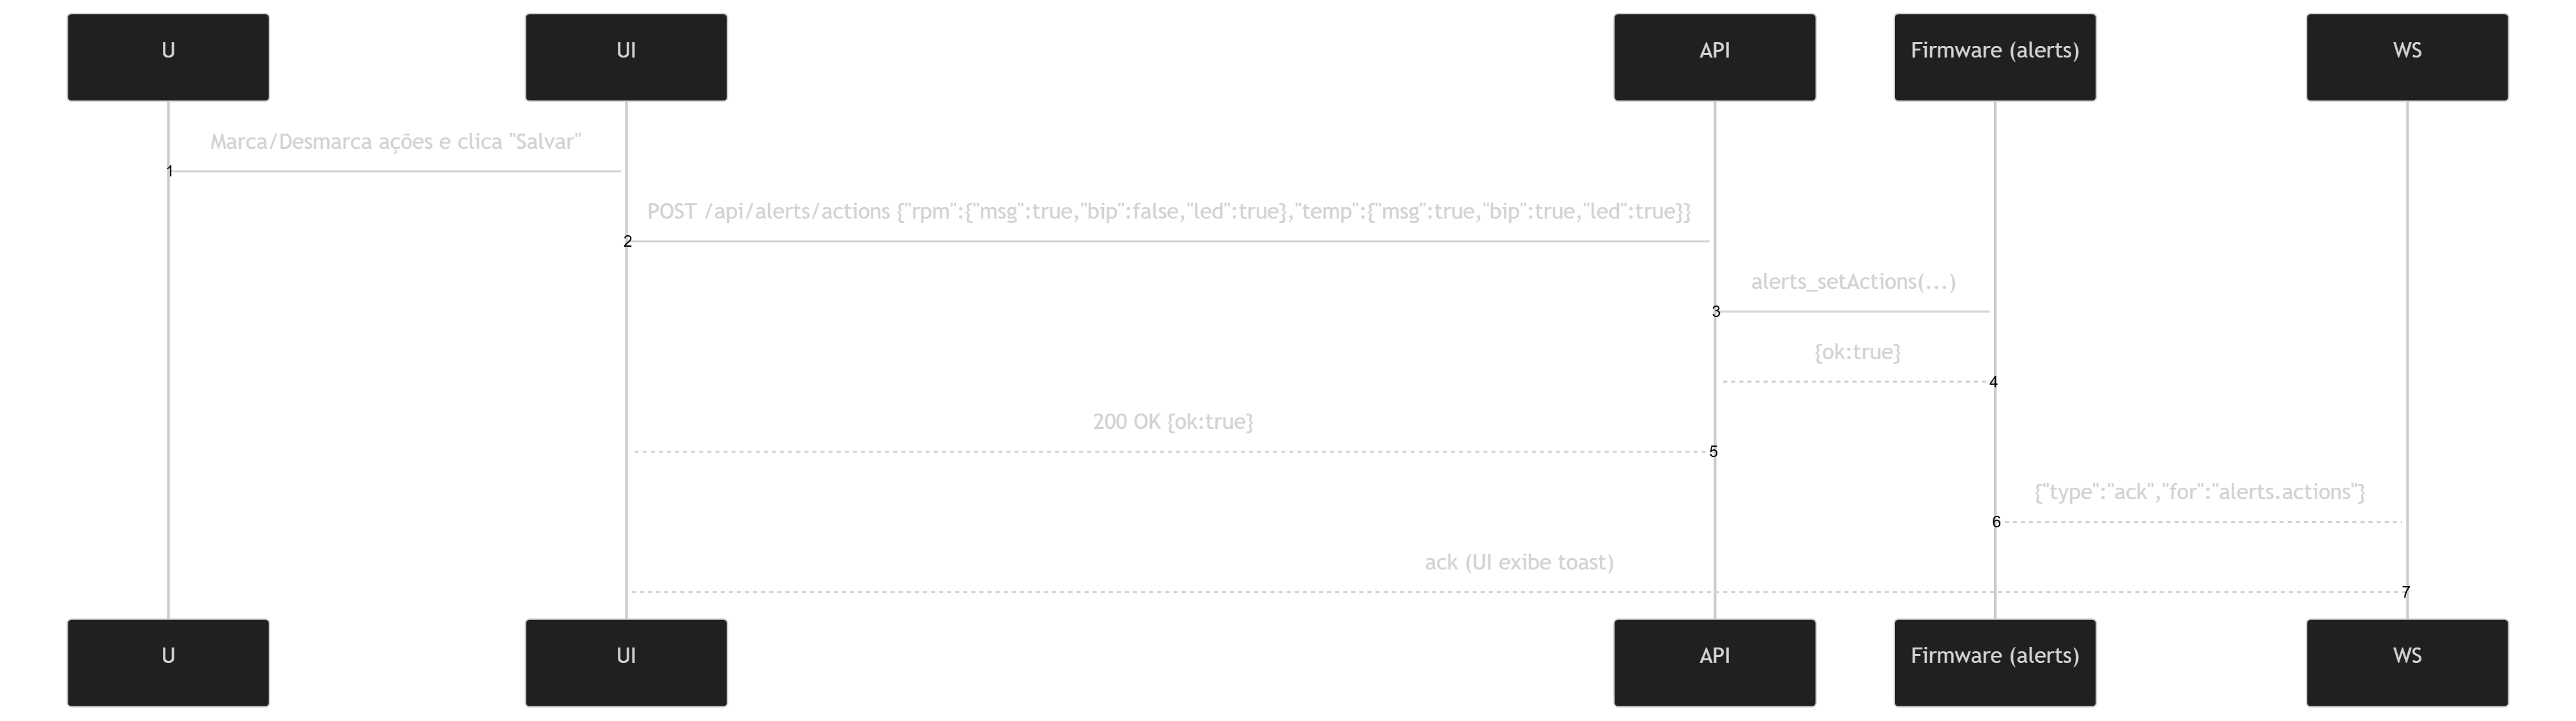 U
UI
API
Firmware (alerts)
WS
Marca/Desmarca ações e clica "Salvar"
1
POST /api/alerts/actions {"rpm":{"msg":true,"bip":false,"led":true},"temp":{"msg":true,"bip":true,"led":true}}
2
alerts_setActions(...)
3
{ok:true}
4
200 OK {ok:true}
5
{"type":"ack","for":"alerts.actions"}
6
ack (UI exibe toast)
7
U
UI
API
Firmware (alerts)
WS